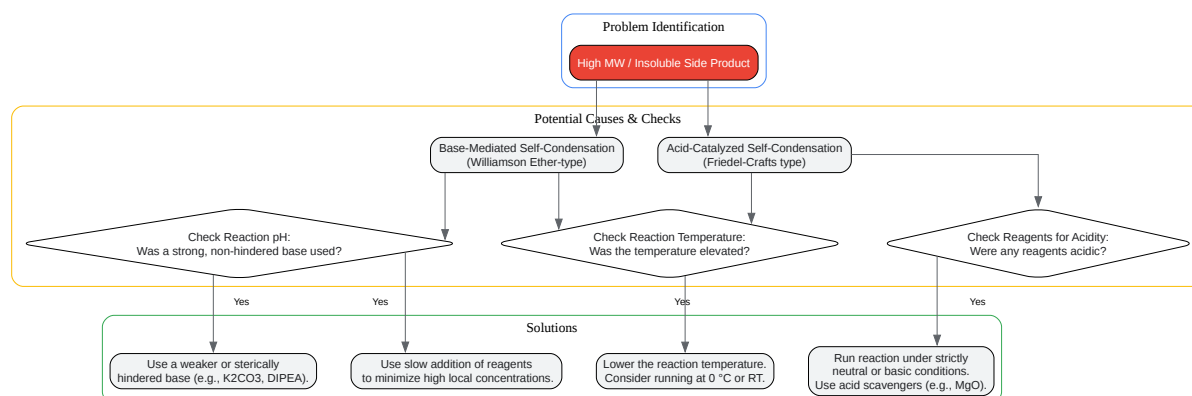 Problem Identification
High MW / Insoluble Side Product
Potential Causes & Checks
Base-Mediated Self-Condensation
(Williamson Ether-type)
Acid-Catalyzed Self-Condensation
(Friedel-Crafts type)
Check Reaction pH:
Was a strong, non-hindered base used?
Check Reaction Temperature:
Was the temperature elevated?
Check Reagents for Acidity:
Were any reagents acidic?
Yes
Yes
Yes
Yes
Solutions
Use a weaker or sterically
hindered base (e.g., K2CO3, DIPEA).
Use slow addition of reagents
to minimize high local concentrations.
Lower the reaction temperature.
Consider running at 0 °C or RT.
Run reaction under strictly
neutral or basic conditions.
Use acid scavengers (e.g., MgO).